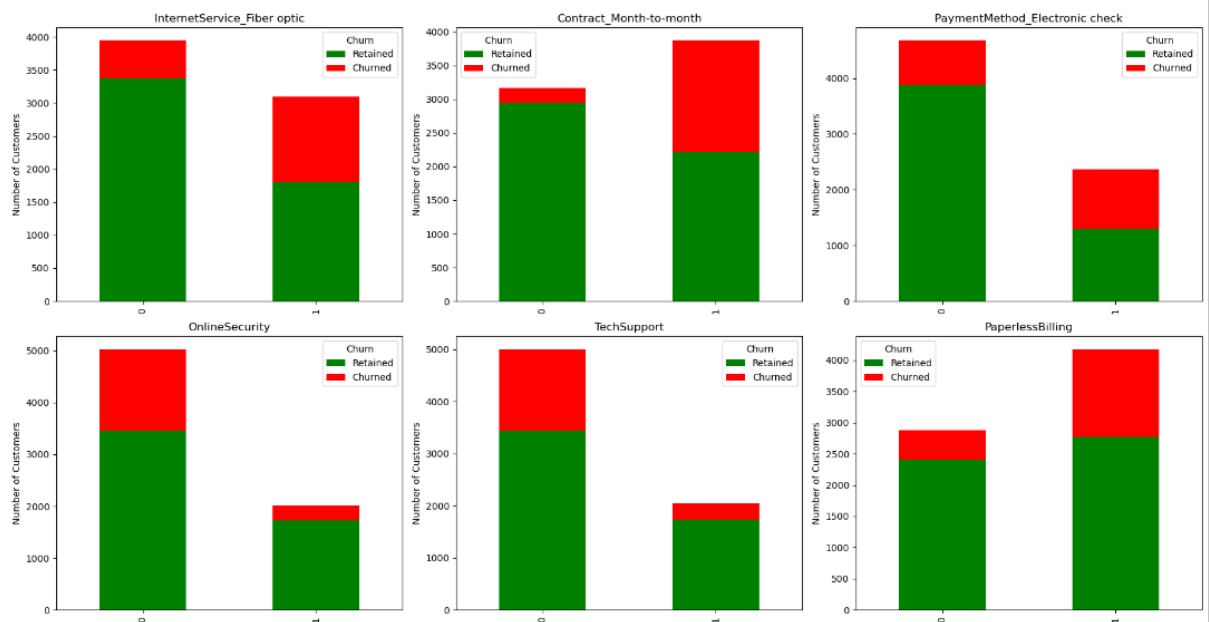 InternetService_Fiber optic
Number of Customers
4000
3500
3000
2500
2000
1500
1000
500
0
Churn
Retained
Churned
0
1
Contract_Month-to-month
Number of Customers
4000
3500
3000
2500
2000
1500
1000
500
0
Churn
Retained
Churned
0
1
PaymentMethod_Electronic check
Number of Customers
4000
3000
2000
1000
0
Churn
Retained
Churned
0
1
OnlineSecurity
Number of Customers
5000
4000
3000
2000
1000
0
Churn
Retained
Churned
0
1
TechSupport
Number of Customers
5000
4000
3000
2000
1000
0
Churn
Retained
Churned
0
1
PaperlessBilling
Number of Customers
4000
3500
3000
2500
2000
1500
1000
500
0
Churn
Retained
Churned
0
1